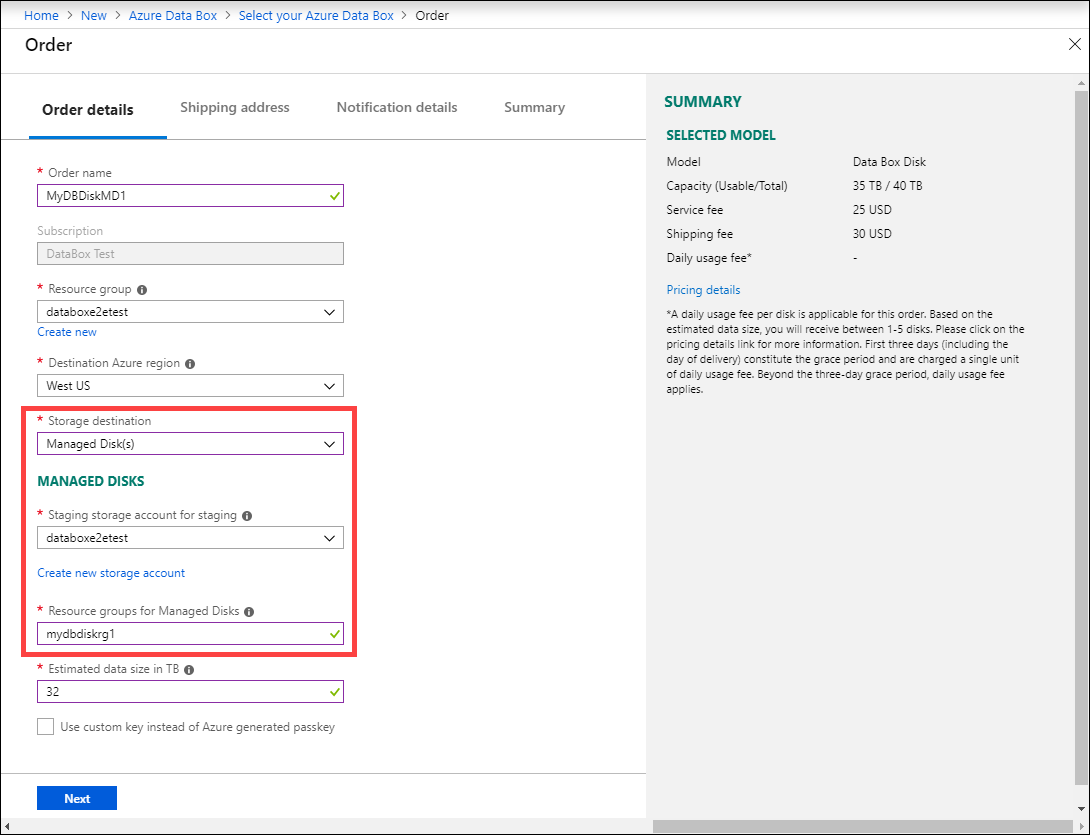 Home > New > Azure Data Box > Select your Azure Data Box > Order
Order
Order details
Shipping address
Notification details
Summary
* Order name
MyDBDiskMD1
Subscription
DataBox Test
* Resource group
databoxe2etest
Create new
* Destination Azure region
West US
* Storage destination
Managed Disk(s)
MANAGED DISKS
* Staging storage account for staging
databoxe2etest
Create new storage account
* Resource groups for Managed Disks
mydbdiskrg1
* Estimated data size in TB
32
Use custom key instead of Azure generated passkey
Next
SUMMARY
SELECTED MODEL
Model Data Box Disk
Capacity (Usable/Total) 35 TB / 40 TB
Service fee 25 USD
Shipping fee 30 USD
Daily usage fee* -
Pricing details
*A daily usage fee per disk is applicable for this order. Based on the
estimated data size, you will receive between 1-5 disks. Please click on the
pricing details link for more information. First three days (including the
day of delivery) constitute the grace period and are charged a single unit
of daily usage fee. Beyond the three-day grace period, daily usage fee
applies.